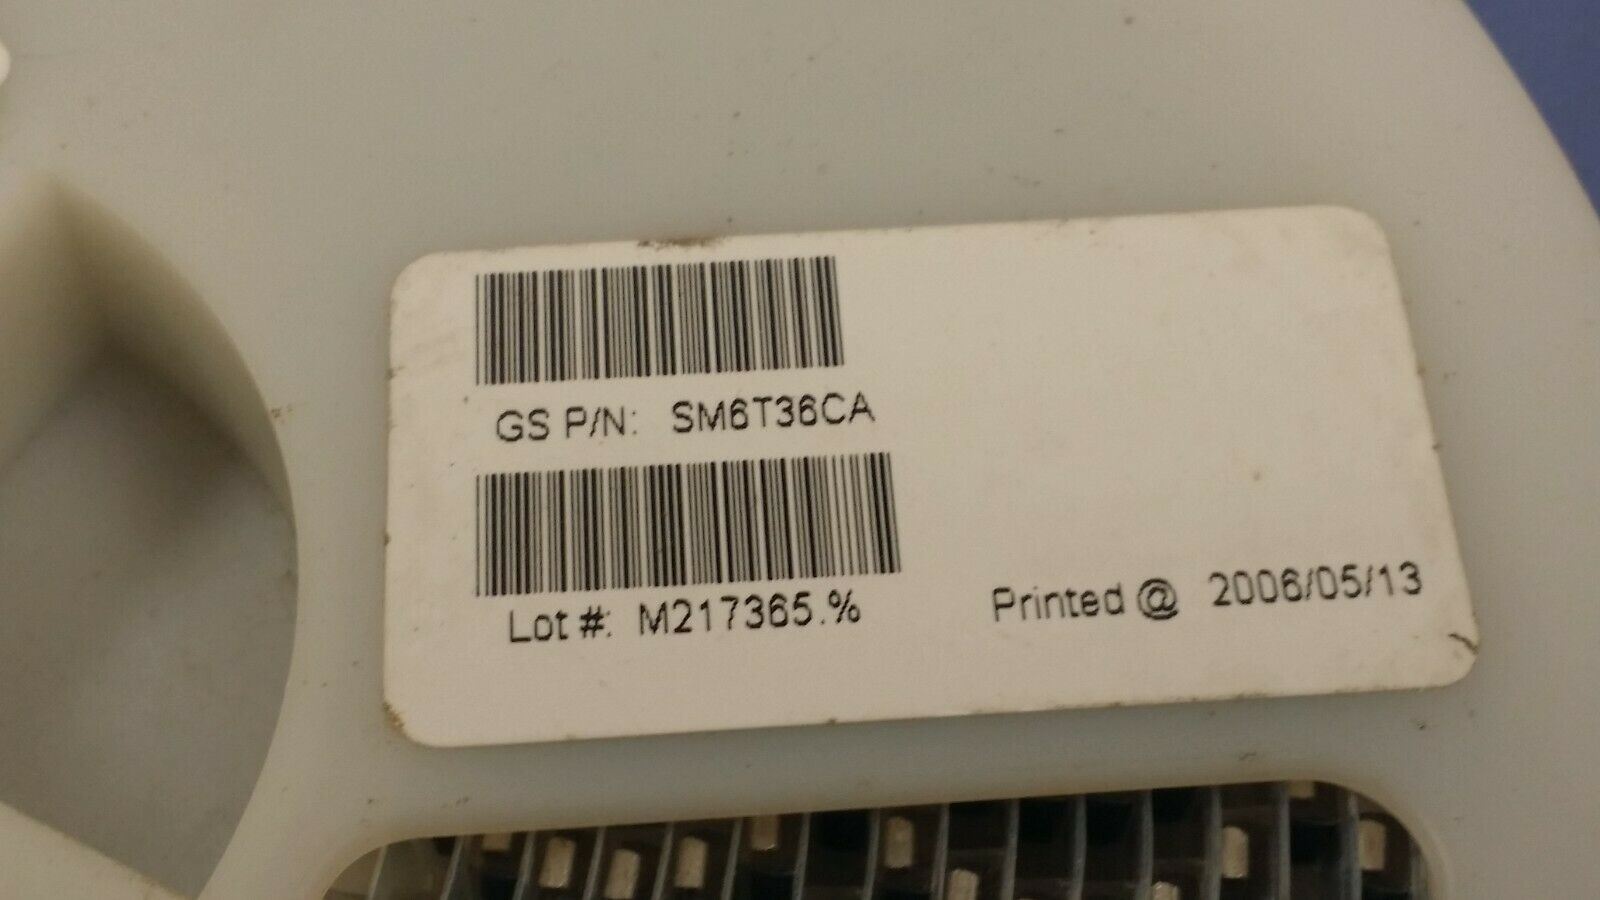 GS P/N: SM6T36CA
Lot #: M217365.%
Printed @ 2006/05/13